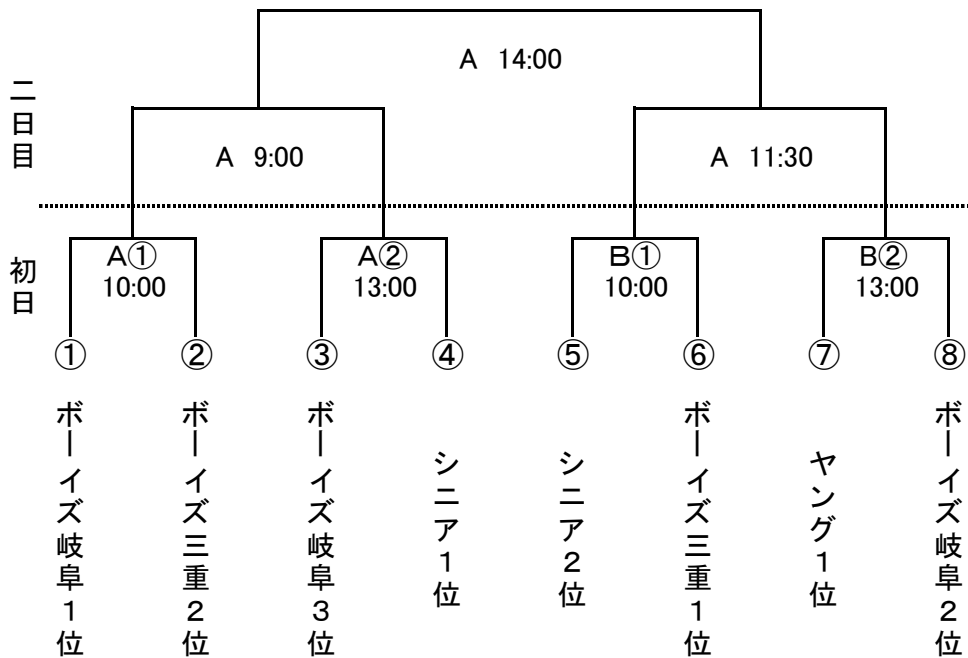 A 14:00
二日目
A 9:00
A 11:30
初日
A①
10:00
A②
13:00
B①
10:00
B②
13:00
①
②
③
④
⑤
⑥
⑦
⑧
ボーイズ岐阜1位
ボーイズ三重2位
ボーイズ岐阜3位
シニア1位
シニア2位
ボーイズ三重1位
ヤング1位
ボーイズ岐阜2位